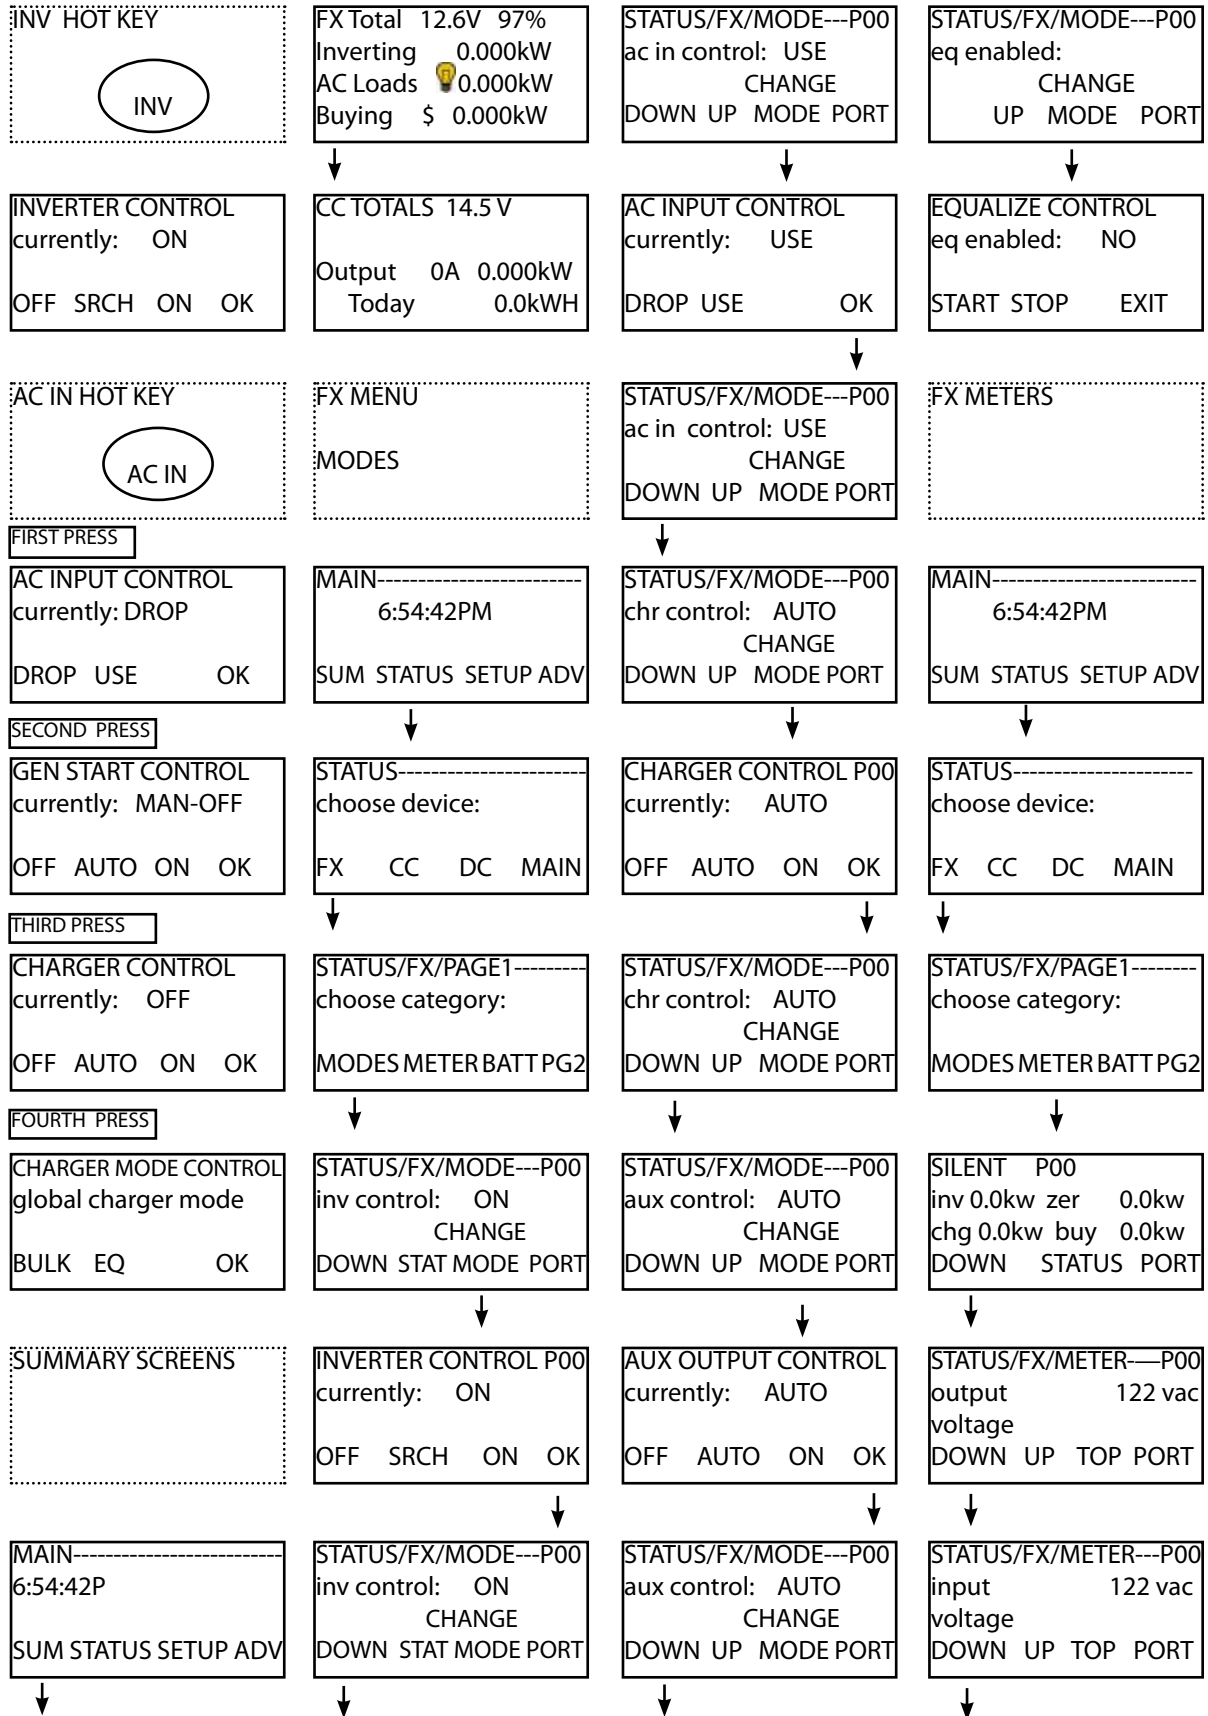 INV HOT KEY
INV
INVERTER CONTROL
currently: ON
OFF SRCH ON OK
AC IN HOT KEY
AC IN
FIRST PRESS
AC INPUT CONTROL
currently: DROP
DROP USE OK
SECOND PRESS
GEN START CONTROL
currently: MAN-OFF
OFF AUTO ON OK
THIRD PRESS
CHARGER CONTROL
currently: OFF
OFF AUTO ON OK
FOURTH PRESS
CHARGER MODE CONTROL
global charger mode
BULK EQ OK
SUMMARY SCREENS
MAIN--------------------------
6:54:42P
SUM STATUS SETUP ADV
FX Total 12.6V 97%
Inverting 0.000kW
AC Loads 0.000kW
Buying $ 0.000kW
CC TOTALS 14.5 V
Output 0A 0.000kW
Today 0.0kWH
FX MENU
MODES
MAIN-------------------------
6:54:42PM
SUM STATUS SETUP ADV
STATUS-----------------------
choose device:
FX CC DC MAIN
STATUS/FX/PAGE1---------
choose category:
MODES METER BATT PG2
STATUS/FX/MODE---P00
inv control: ON
CHANGE
DOWN STAT MODE PORT
INVERTER CONTROL P00
currently: ON
OFF SRCH ON OK
STATUS/FX/MODE---P00
inv control: ON
CHANGE
DOWN STAT MODE PORT
STATUS/FX/MODE---P00
ac in control: USE
CHANGE
DOWN UP MODE PORT
AC INPUT CONTROL
currently: USE
DROP USE OK
STATUS/FX/MODE---P00
ac in control: USE
CHANGE
DOWN UP MODE PORT
STATUS/FX/MODE---P00
chr control: AUTO
CHANGE
DOWN UP MODE PORT
CHARGER CONTROL P00
currently: AUTO
OFF AUTO ON OK
STATUS/FX/MODE---P00
chr control: AUTO
CHANGE
DOWN UP MODE PORT
STATUS/FX/MODE---P00
aux control: AUTO
CHANGE
DOWN UP MODE PORT
AUX OUTPUT CONTROL
currently: AUTO
OFF AUTO ON OK
STATUS/FX/MODE---P00
aux control: AUTO
CHANGE
DOWN UP MODE PORT
STATUS/FX/MODE---P00
eq enabled:
CHANGE
UP MODE PORT
EQUALIZE CONTROL
eq enabled: NO
START STOP EXIT
FX METERS
MAIN-------------------------
6:54:42PM
SUM STATUS SETUP ADV
STATUS----------------------
choose device:
FX CC DC MAIN
STATUS/FX/PAGE1--------
choose category:
MODES METER BATT PG2
SILENT P00
inv 0.0kw zer 0.0kw
chg 0.0kw buy 0.0kw
DOWN STATUS PORT
STATUS/FX/METER-—P00
output 122 vac
voltage
DOWN UP TOP PORT
STATUS/FX/METER---P00
input 122 vac
voltage
DOWN UP TOP PORT